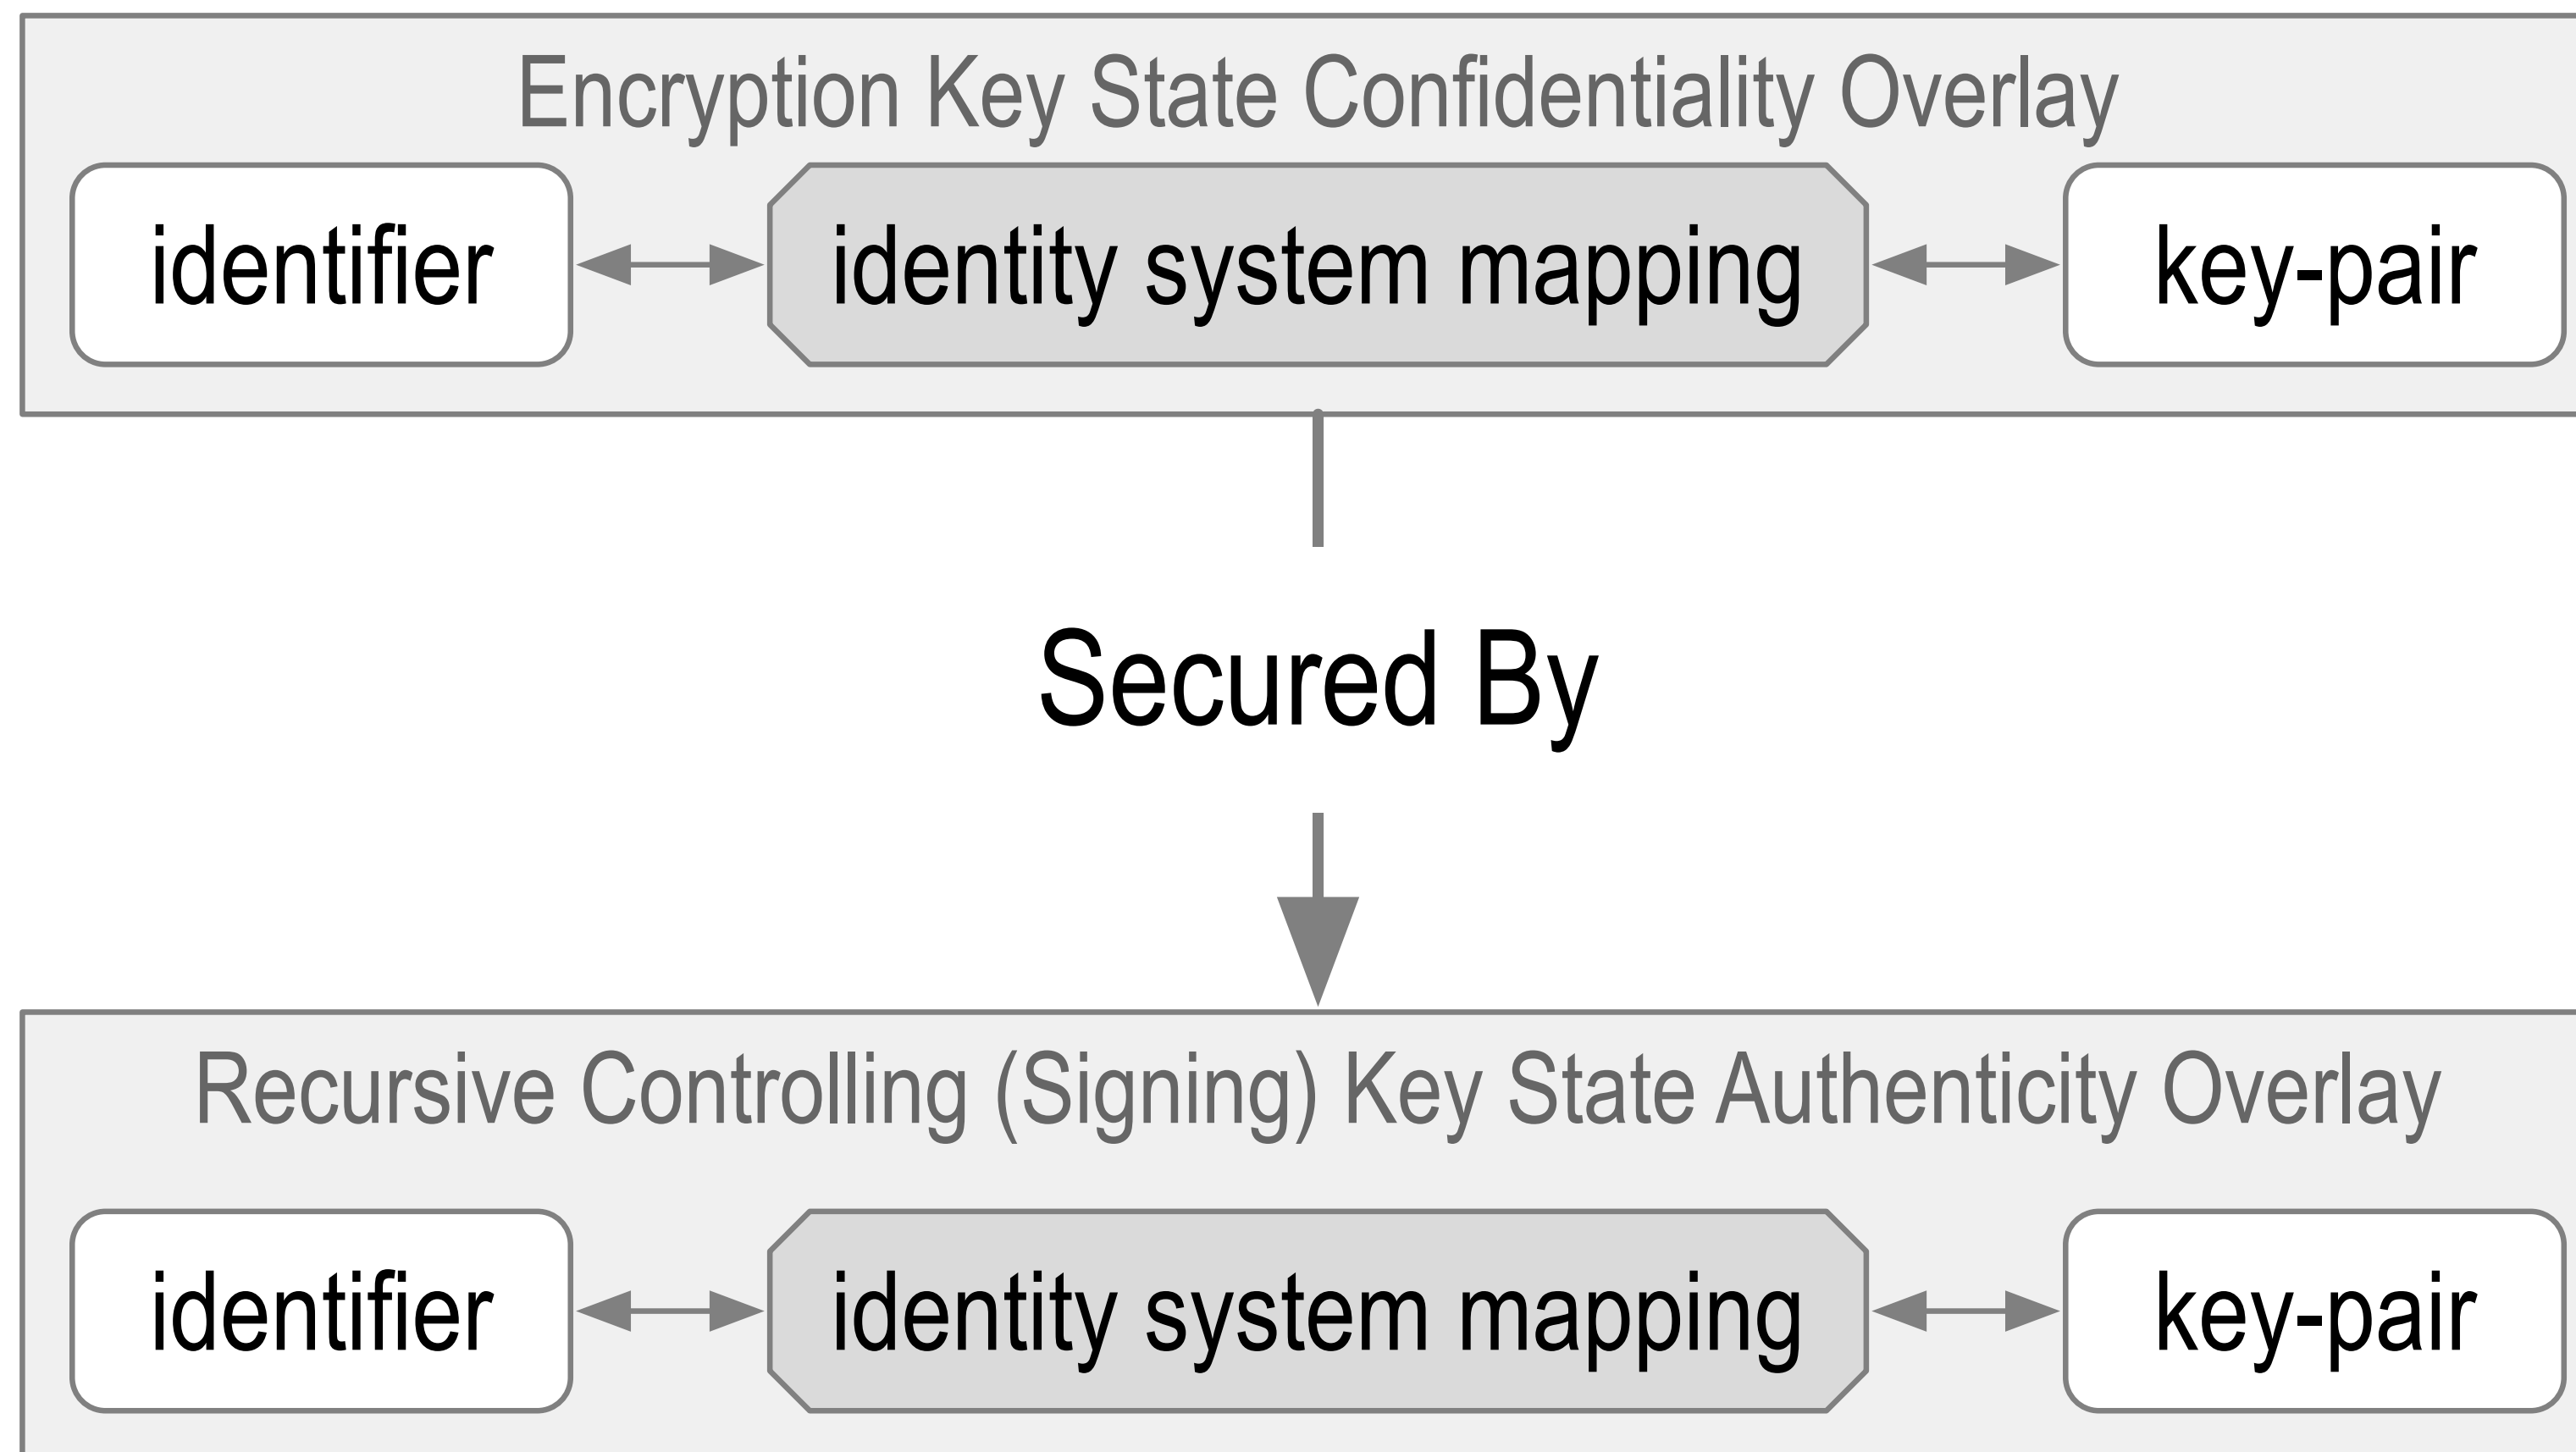 Encryption Key State Confidentiality Overlay
identifier identity system mapping key-pair
Secured By
Recursive Controlling (Signing) Key State Authenticity Overlay
identifier identity system mapping key-pair